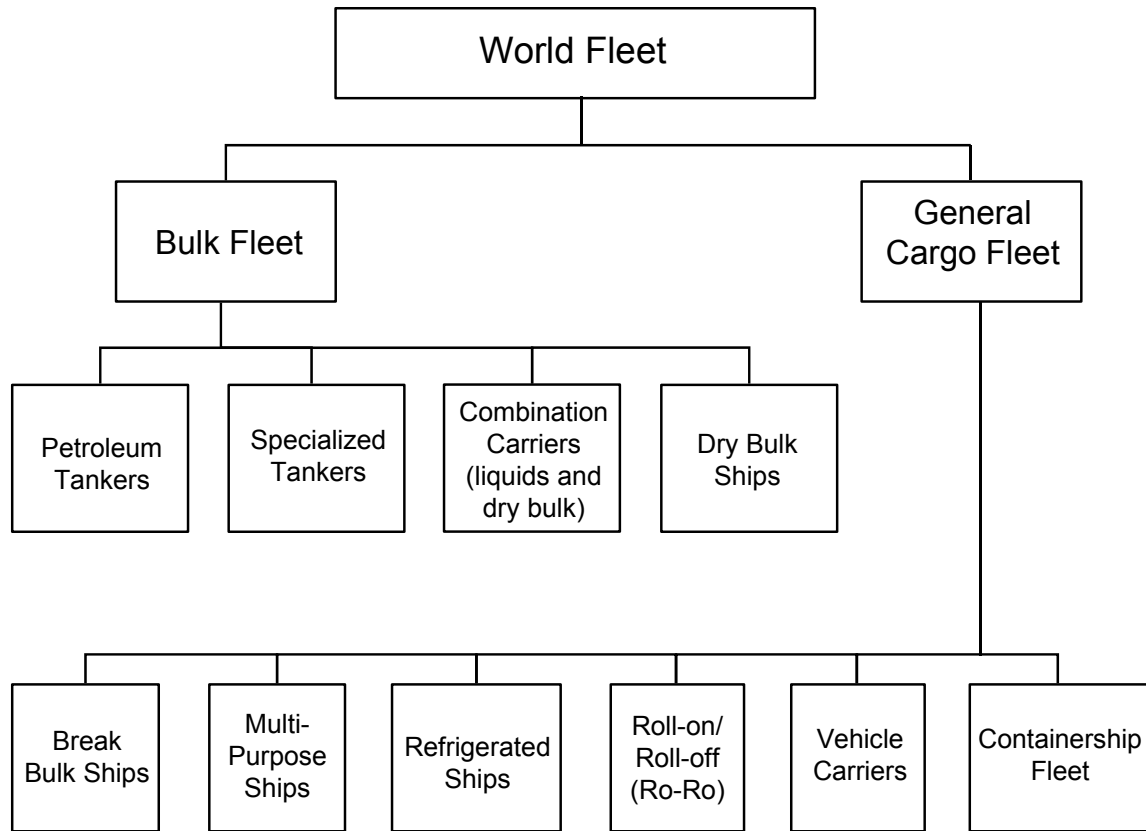 World Fleet
Bulk Fleet
General
Cargo Fleet
Petroleum
Tankers
Specialized
Tankers
Combination
Carriers
(liquids and
dry bulk)
Dry Bulk
Ships
Break
Bulk Ships
Multi-
Purpose
Ships
Refrigerated
Ships
Roll-on/
Roll-off
(Ro-Ro)
Vehicle
Carriers
Containership
Fleet